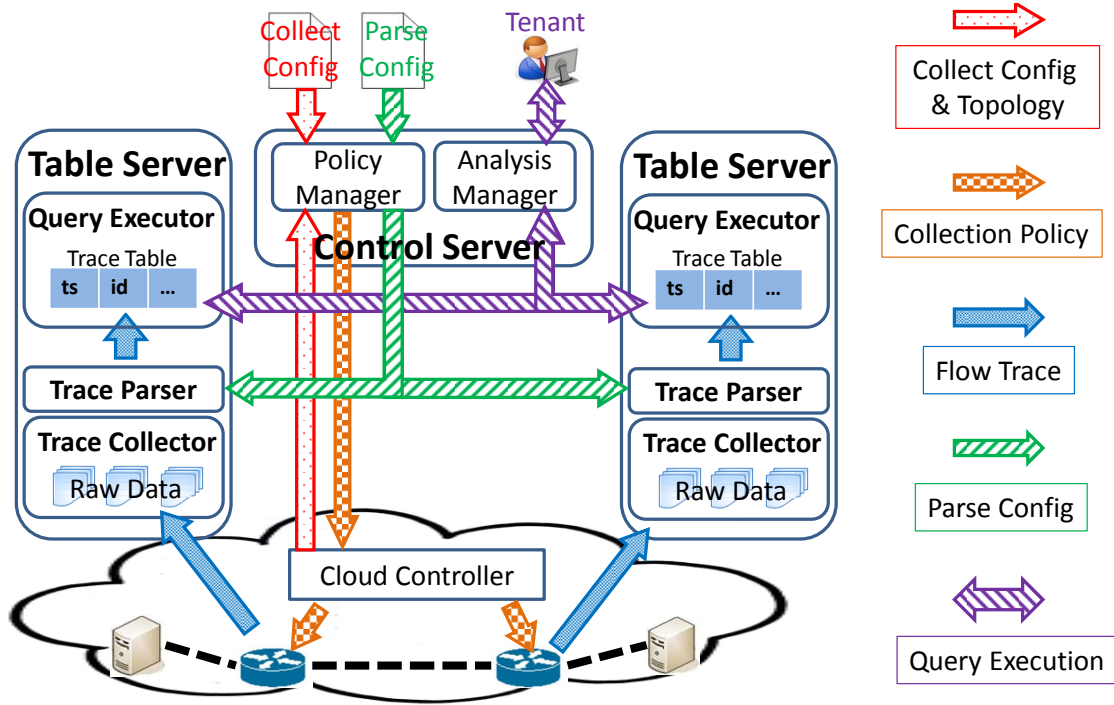 Collect
Config
Parse
Config
Tenant
Table Server
Query Executor
Trace Table
ts id ...
Trace Parser
Trace Collector
Raw Data
Policy
Manager
Analysis
Manager
Control Server
Table Server
Query Executor
Trace Table
ts id ...
Trace Parser
Trace Collector
Raw Data
Cloud Controller
Collect Config
& Topology
Collection Policy
Flow Trace
Parse Config
Query Execution